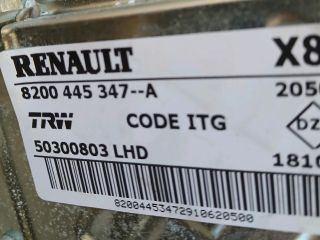 RENAULT X8
8200 445 347--A 205
TRW CODE ITG DZ
50300803 LHD 1810
82004453472910620500